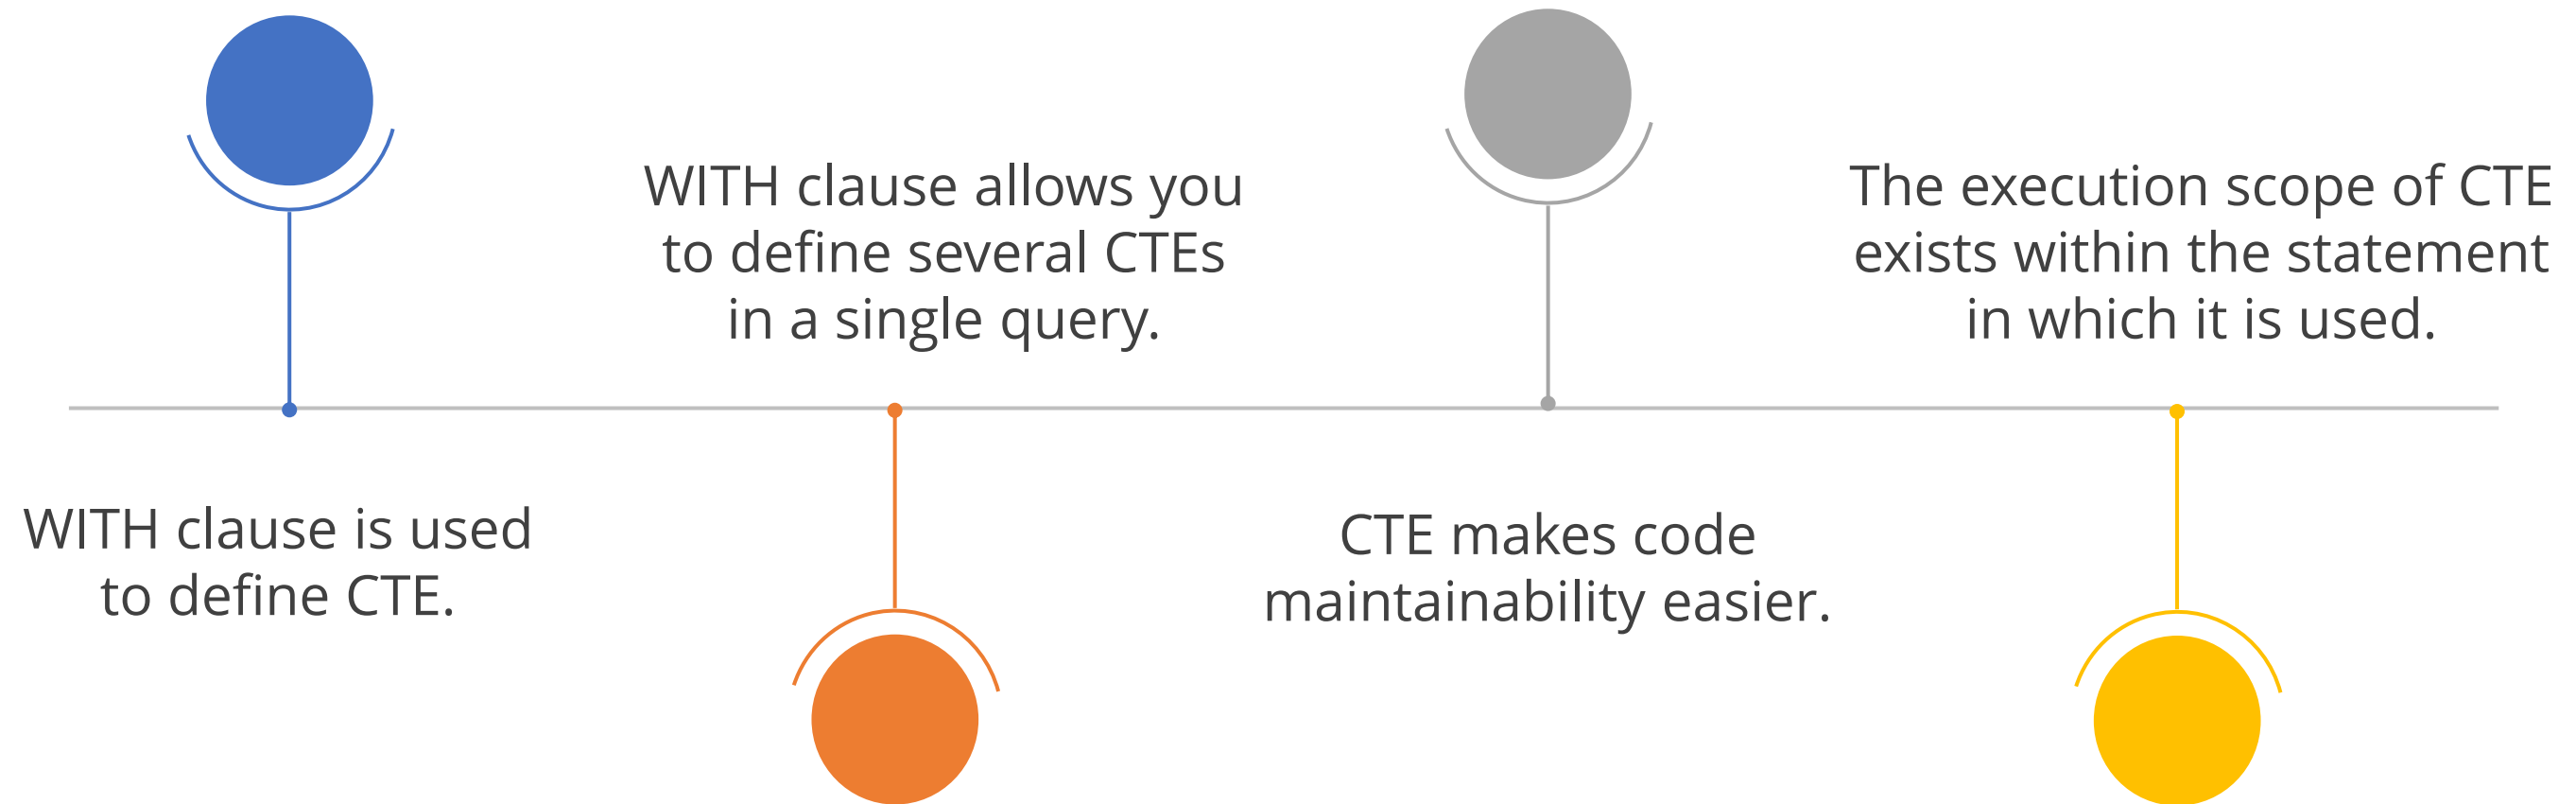 WITH clause is used
to define CTE.
WITH clause allows you
to define several CTEs
in a single query.
CTE makes code
maintainability easier.
The execution scope of CTE
exists within the statement
in which it is used.